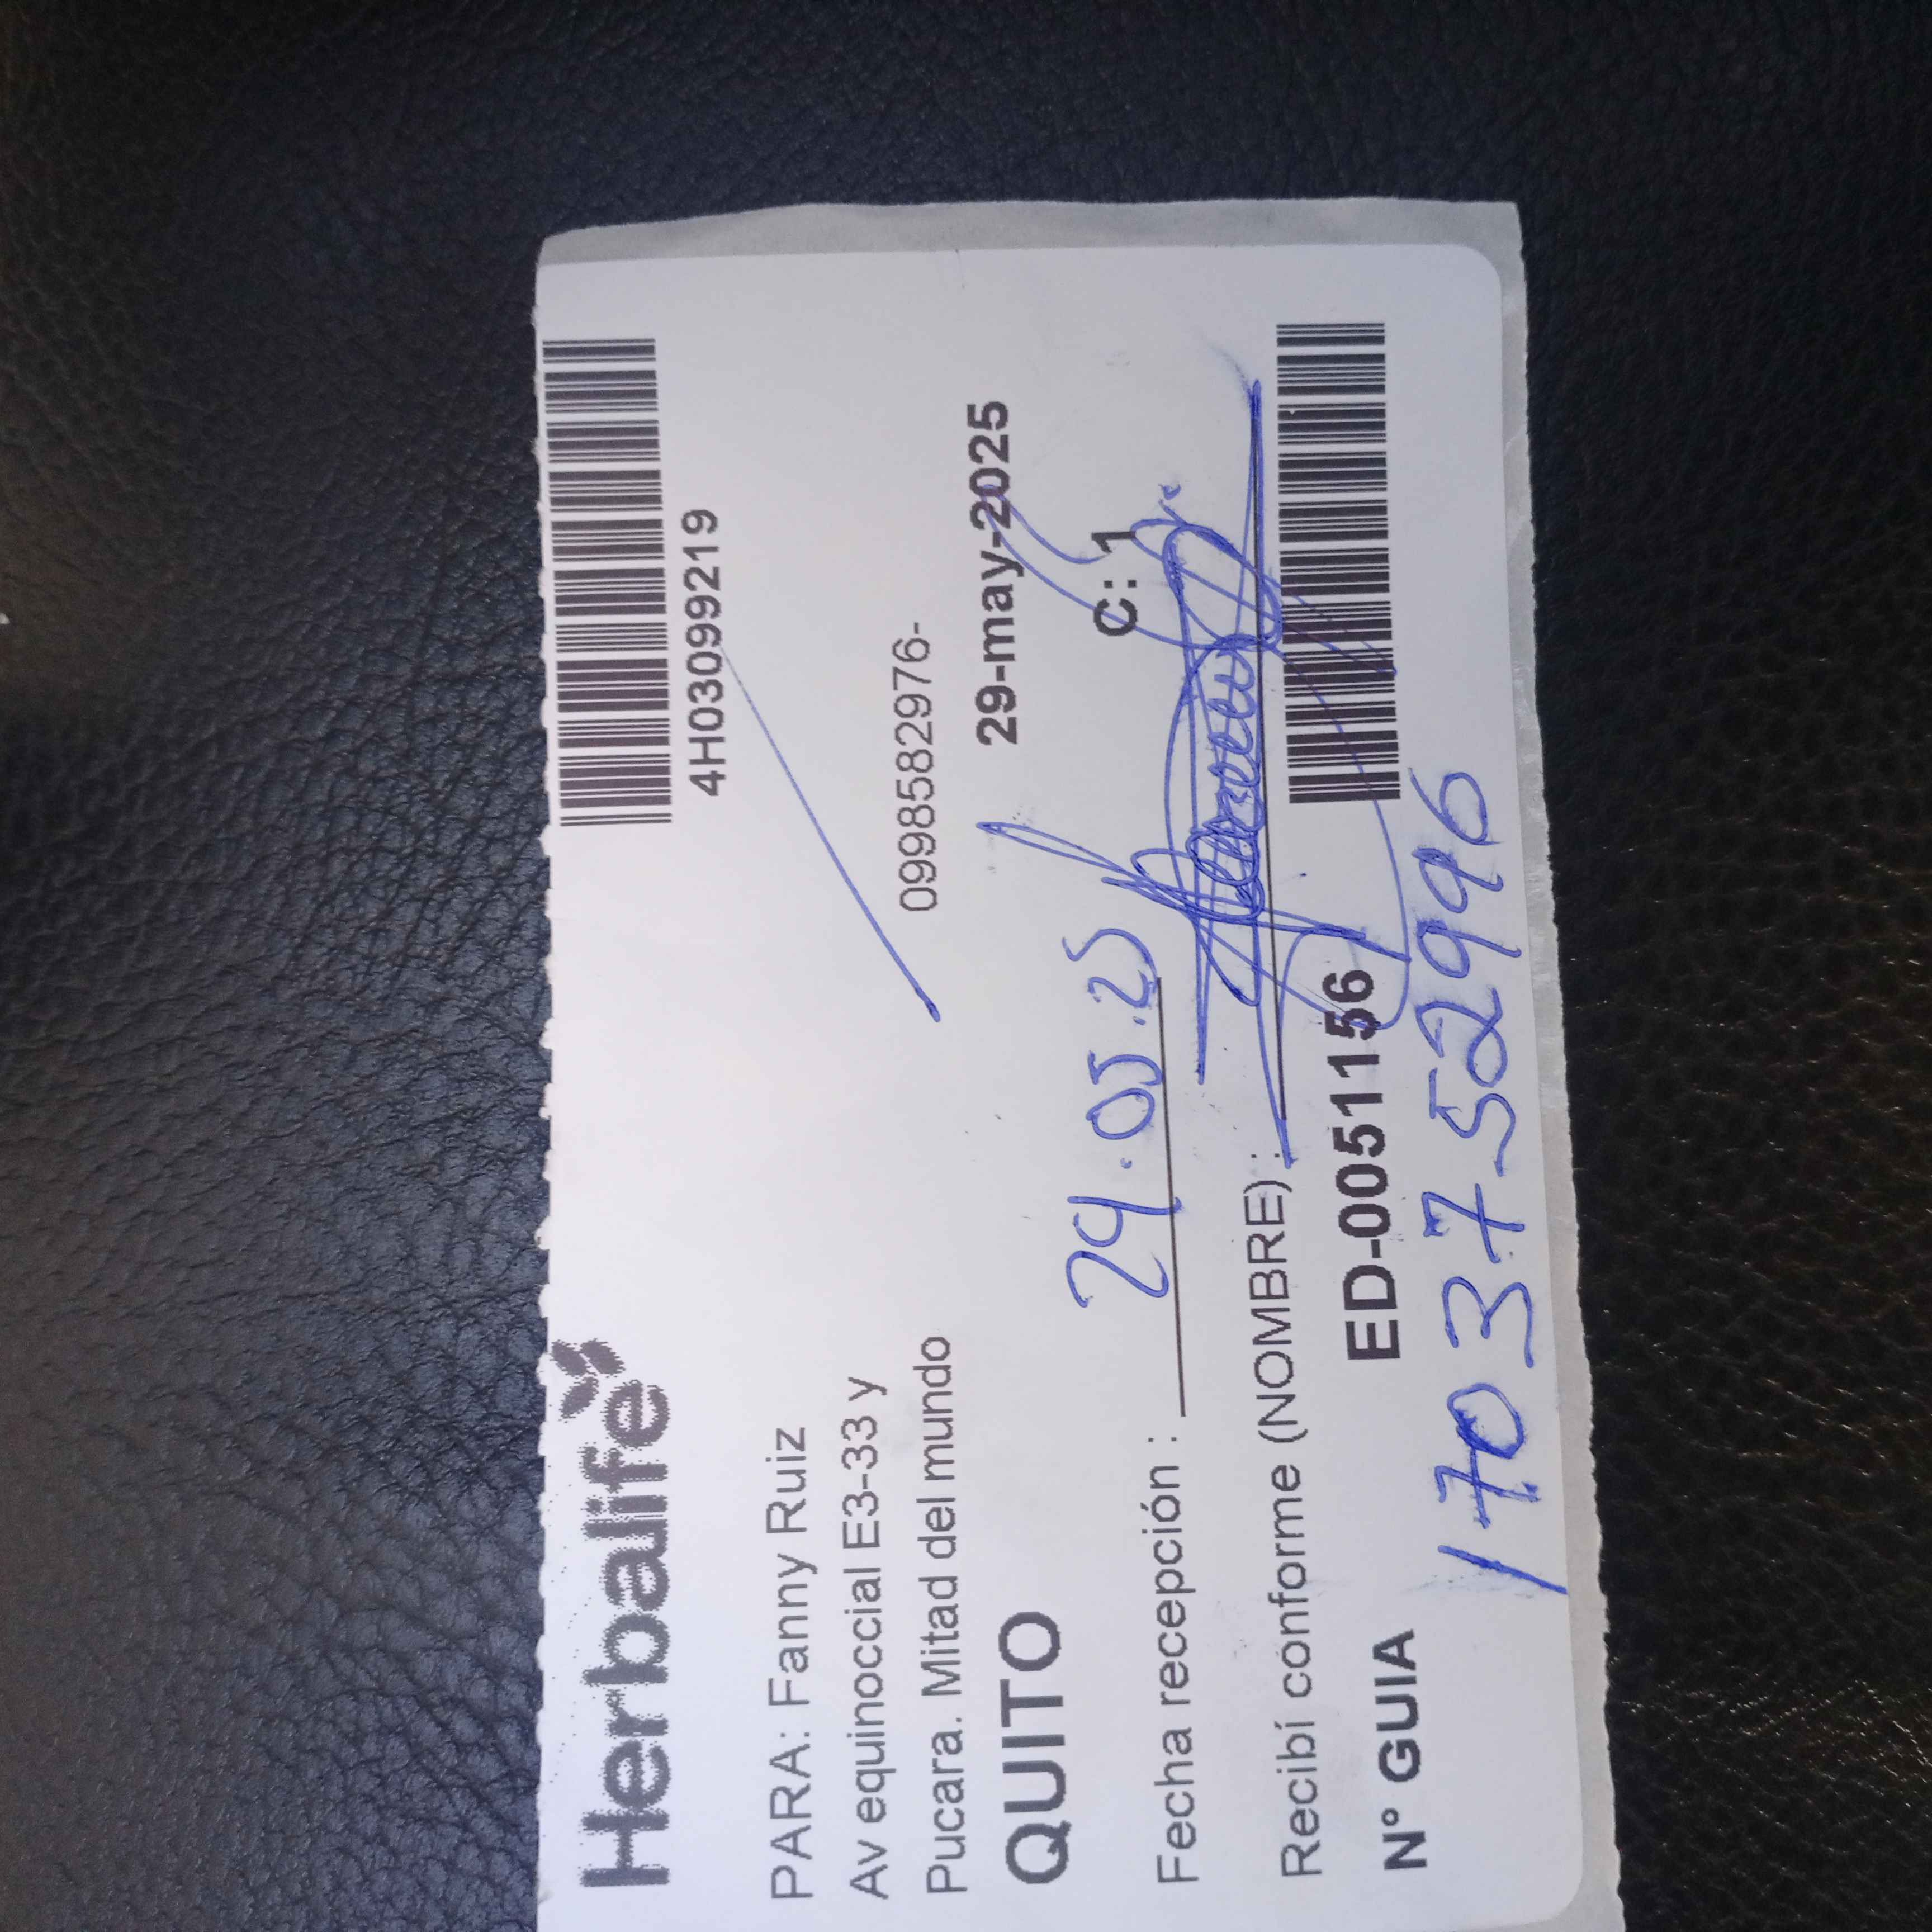 Herbalife
4H03099219
PARA: Fanny Ruiz
Av equinoccial E3-33 y
Pucara. Mitad del mundo
0998582976-
QUITO
29-may-2025
Fecha recepción : 29.05.25
C: 1
Recibí conforme (NOMBRE) :
N° GUIA ED-0051156
1703752996